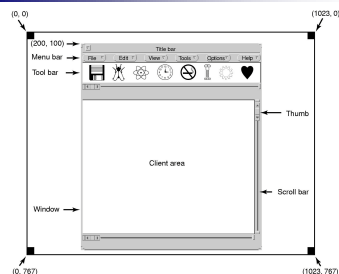 (0, 0)
(1023, 0)
(200, 100)
Title bar
Menu bar
File Edit View Tools Options Help
Tool bar
Thumb
Client area
Scroll bar
Window
(0, 767)
(1023, 767)